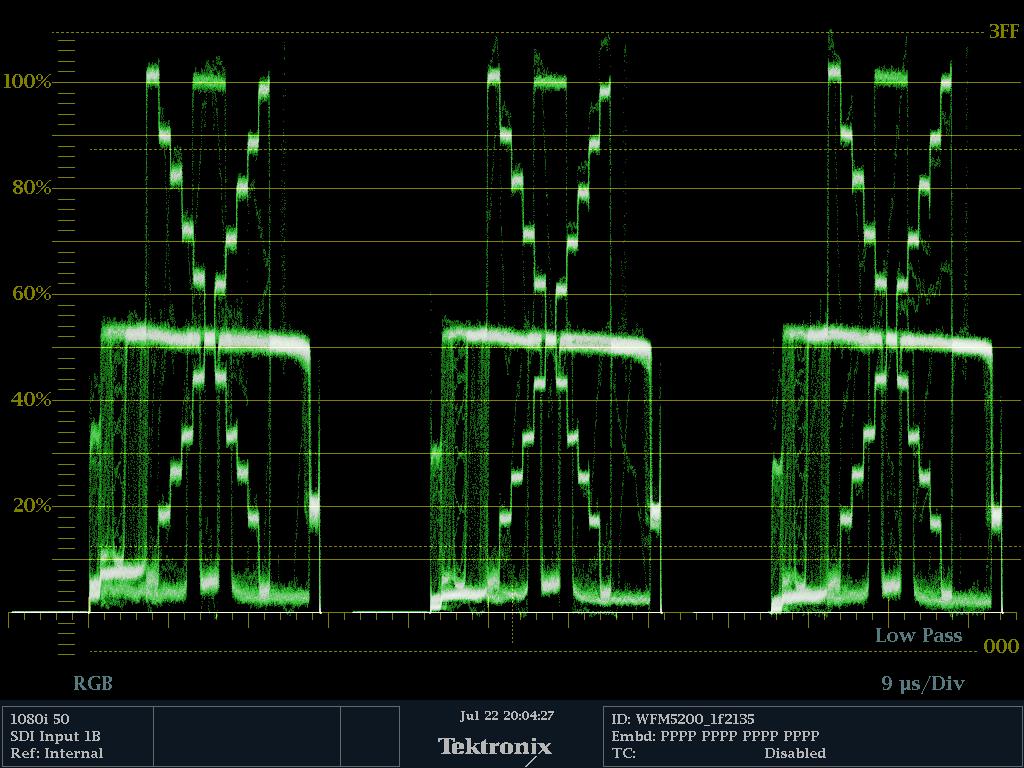 3FF
100%
80%
60%
40%
20%
Low Pass
000
RGB
9 µs/Div
1080i 50
SDI Input 1B
Ref: Internal
Jul 22 20:04:27
Tektronix
ID: WFM5200_1f2135
Embd: PPPP PPPP PPPP PPPP
TC: Disabled